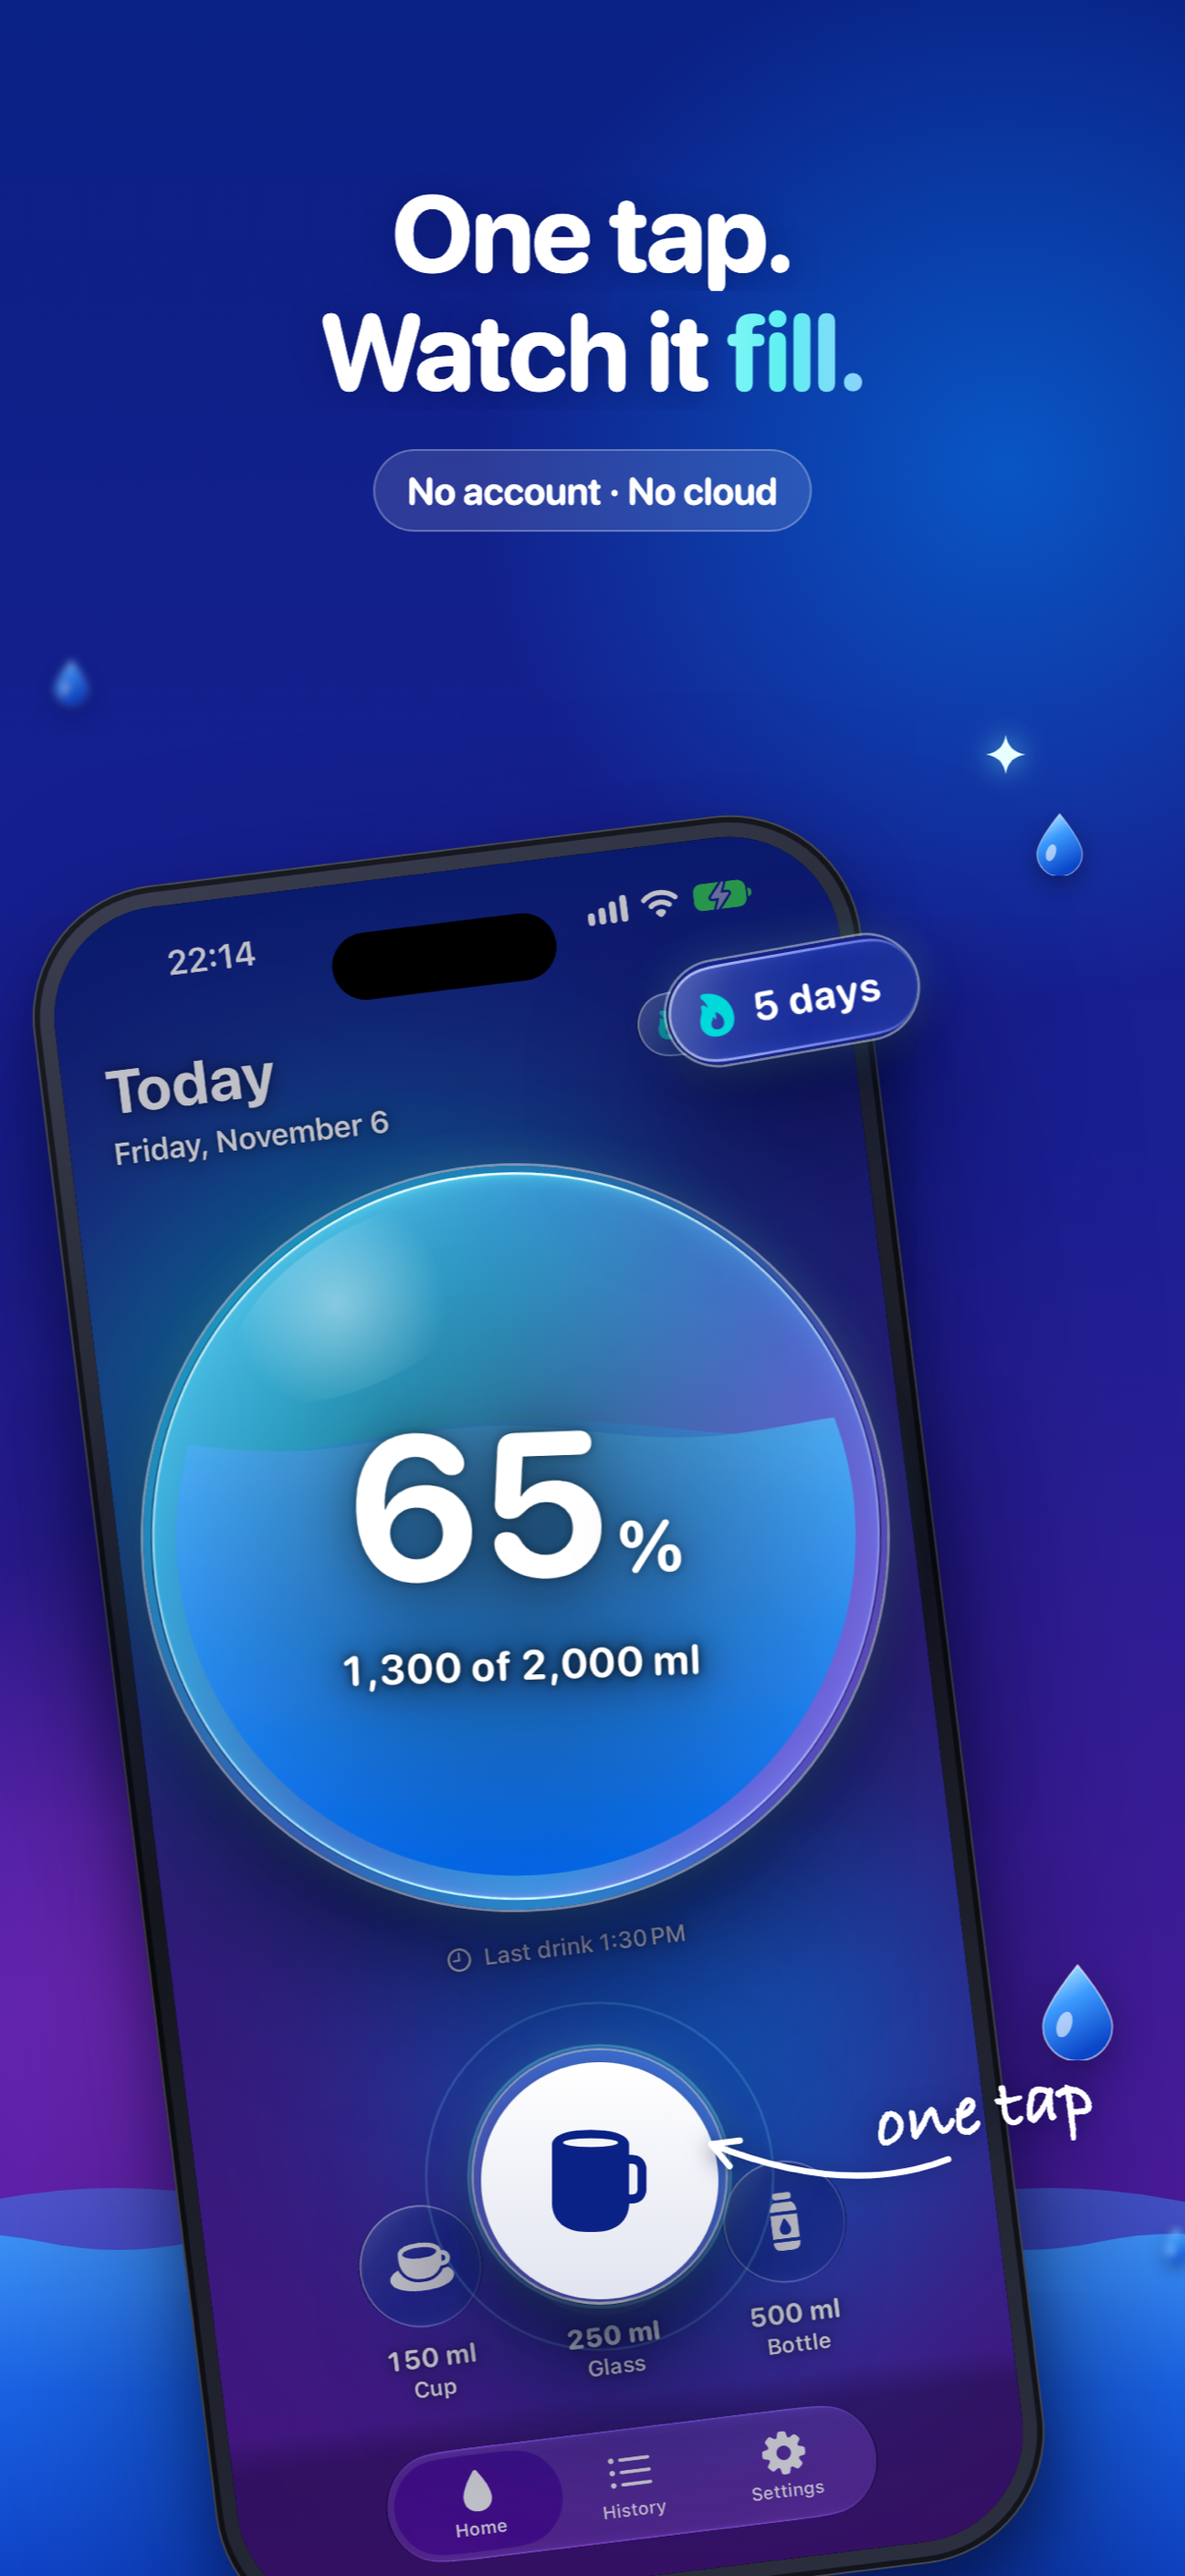 One tap.
Watch it fill.
No account · No cloud
22:14
5 days
Today
Friday, November 6
65%
1,300 of 2,000 ml
Last drink 1:30 PM
one tap
150 ml
Cup
250 ml
Glass
500 ml
Bottle
Home
History
Settings